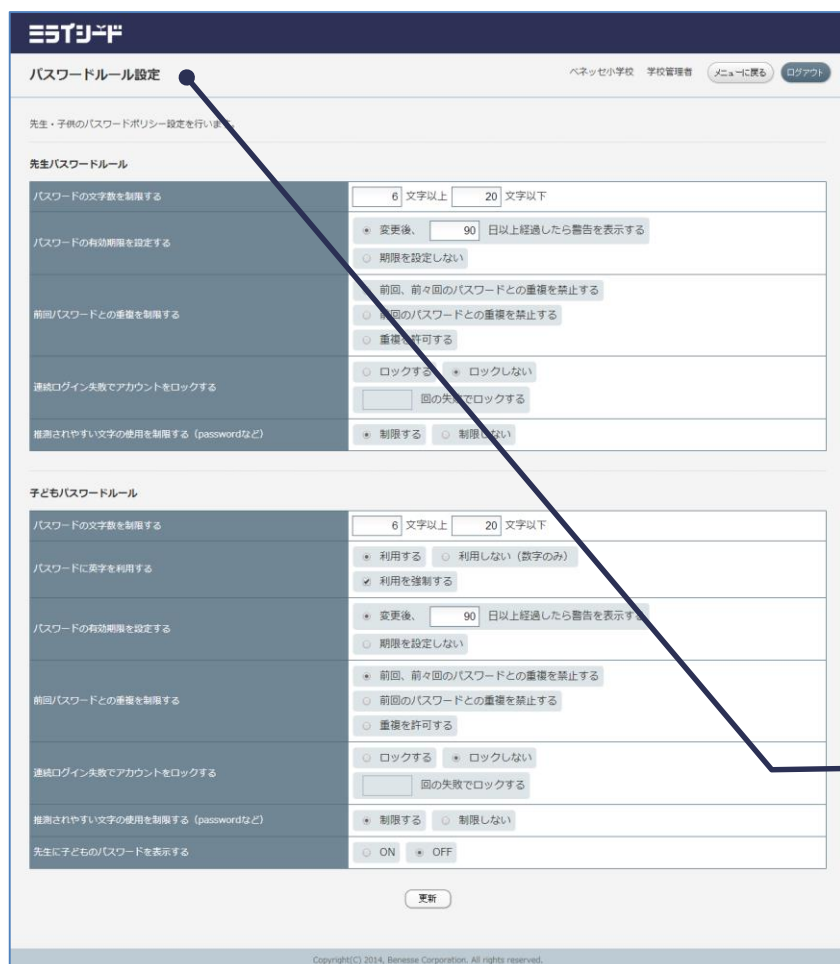 ミライシード
パスワードルール設定
ベネッセ小学校 学校管理者 メニューに戻る ログアウト
先生・子供のパスワードポリシー設定を行います。
先生パスワードルール
パスワードの文字数を制限する 6 文字以上 20 文字以下
パスワードの有効期限を設定する
変更後、 90 日以上経過したら警告を表示する
期限を設定しない
前回パスワードとの重複を制限する
前回、前々回のパスワードとの重複を禁止する
前回のパスワードとの重複を禁止する
重複を許可する
連続ログイン失敗でアカウントをロックする
ロックする ロックしない
回の失敗でロックする
推測されやすい文字の使用を制限する(passwordなど) 制限する 制限しない
子どもパスワードルール
パスワードの文字数を制限する 6 文字以上 20 文字以下
パスワードに英字を利用する
利用する 利用しない(数字のみ)
利用を強制する
パスワードの有効期限を設定する
変更後、 90 日以上経過したら警告を表示する
期限を設定しない
前回パスワードとの重複を制限する
前回、前々回のパスワードとの重複を禁止する
前回のパスワードとの重複を禁止する
重複を許可する
連続ログイン失敗でアカウントをロックする
ロックする ロックしない
回の失敗でロックする
推測されやすい文字の使用を制限する(passwordなど) 制限する 制限しない
先生に子どものパスワードを表示する ON OFF
更新
Copyright(C) 2014, Benesse Corporation. All rights reserved.